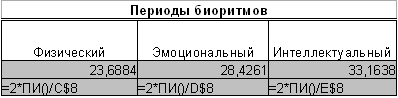 Периоды биоритмов
Физический Эмоциональный Интеллектуальный
23,6884 28,4261 33,1638
=2*ПИ()/C$8 =2*ПИ()/D$8 =2*ПИ()/E$8